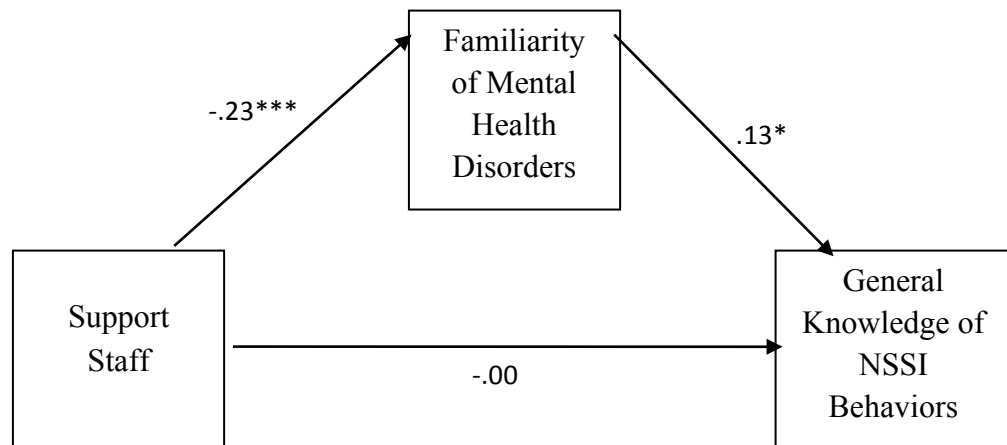 Familiarity
of Mental
Health
Disorders
-.23***
.13*
Support
Staff
-.00
General
Knowledge of
NSSI
Behaviors